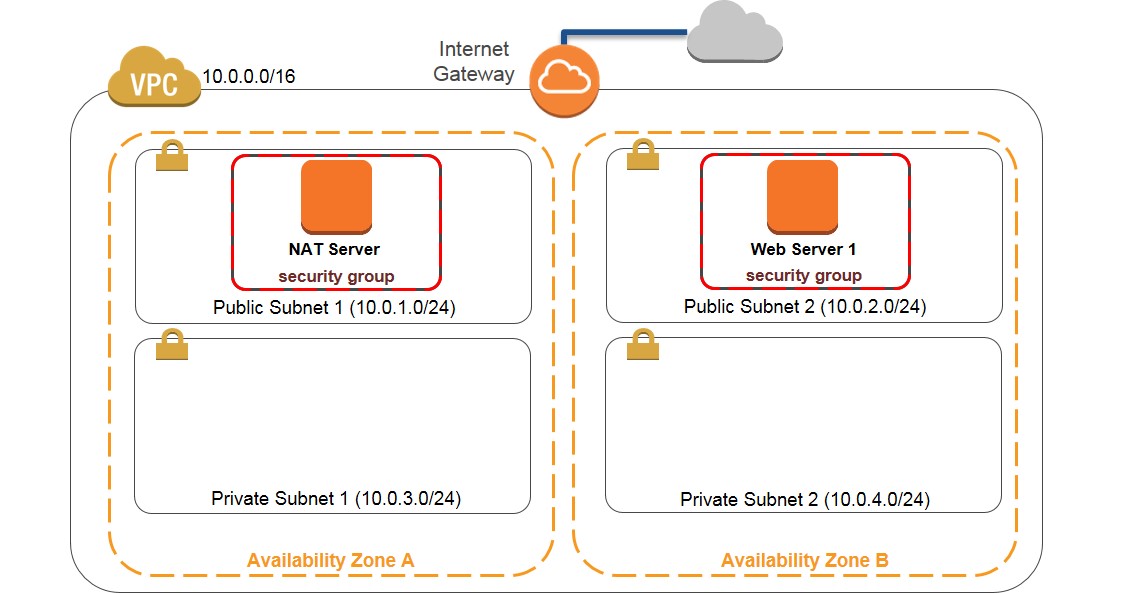 Internet
Gateway
VPC
10.0.0.0/16
NAT Server
security group
Public Subnet 1 (10.0.1.0/24)
Web Server 1
security group
Public Subnet 2 (10.0.2.0/24)
Private Subnet 1 (10.0.3.0/24)
Private Subnet 2 (10.0.4.0/24)
Availability Zone A
Availability Zone B